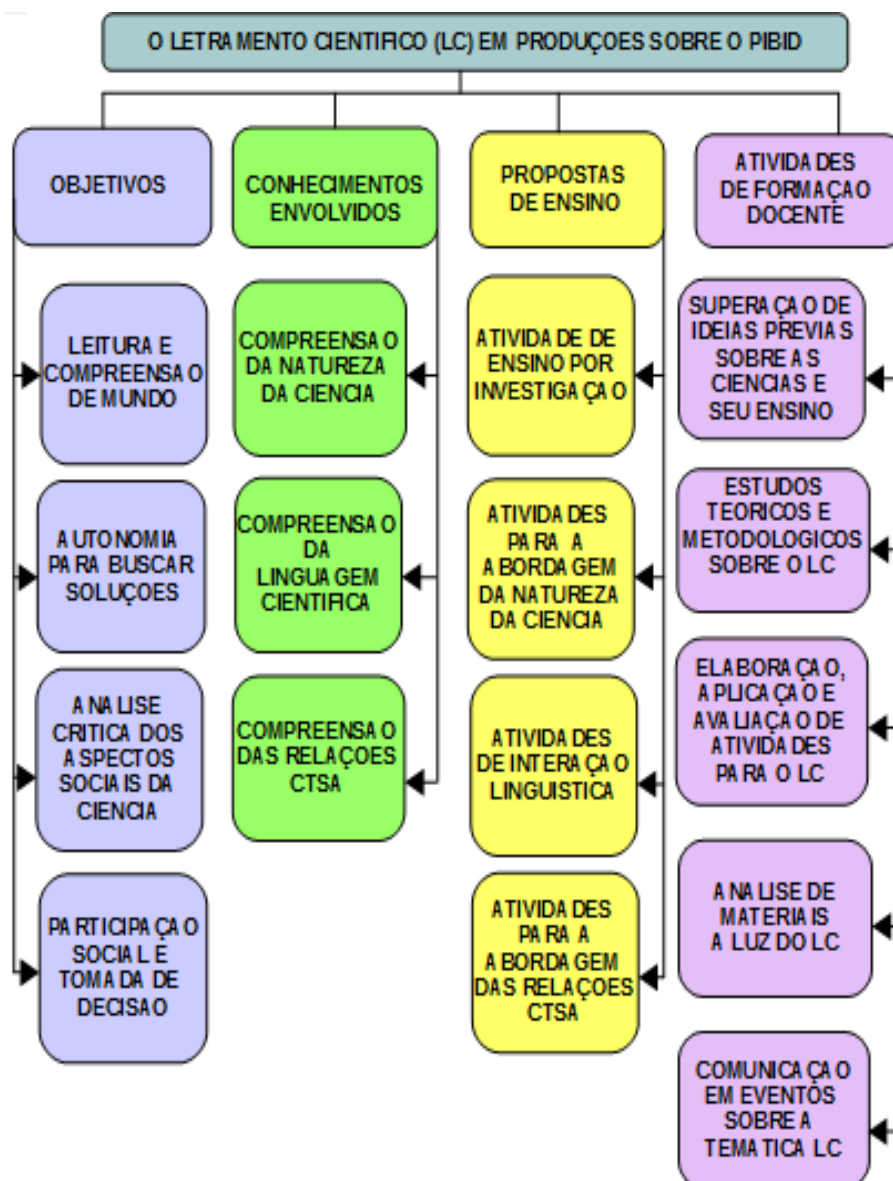 O LETRAMENTO CIENTIFICO (LC) EM PRODUÇOES SOBRE O PIBID
OBJETIVOS
LEITURA E
COMPREENSAO
DE MUNDO
AUTONOMIA
PARA BUSCAR
SOLUÇOES
ANALISE
CRITICA DOS
ASPECTOS
SOCIAIS DA
CIENCIA
PARTICIPAÇAO
SOCIAL E
TOMADA DE
DECISAO
CONHECIMENTOS
ENVOLVIDOS
COMPREENSAO
DA NATUREZA
DA CIENCIA
COMPREENSAO
DA
LINGUAGEM
CIENTIFICA
COMPREENSAO
DAS RELAÇOES
CTSA
PROPOSTAS
DE ENSINO
ATIVIDADE DE
ENSINO POR
INVESTIGAÇAO
ATIVIDADES
PARA A
ABORDAGEM
DA NATUREZA
DA CIENCIA
ATIVIDADES
DE INTERAÇAO
LINGUISTICA
ATIVIDADES
PARA A
ABORDAGEM
DAS RELAÇOES
CTSA
ATIVIDADES
DE FORMAÇAO
DOCENTE
SUPERAÇAO DE
IDEIAS PREVIAS
SOBRE AS
CIENCIAS E
SEU ENSINO
ESTUDOS
TEORICOS E
METODOLOGICOS
SOBRE O LC
ELABORAÇAO,
APLICAÇAO E
AVALIAÇAO DE
ATIVIDADES
PARA O LC
ANALISE DE
MATERIAIS
A LUZ DO LC
COMUNICAÇAO
EM EVENTOS
SOBRE A
TEMATICA LC